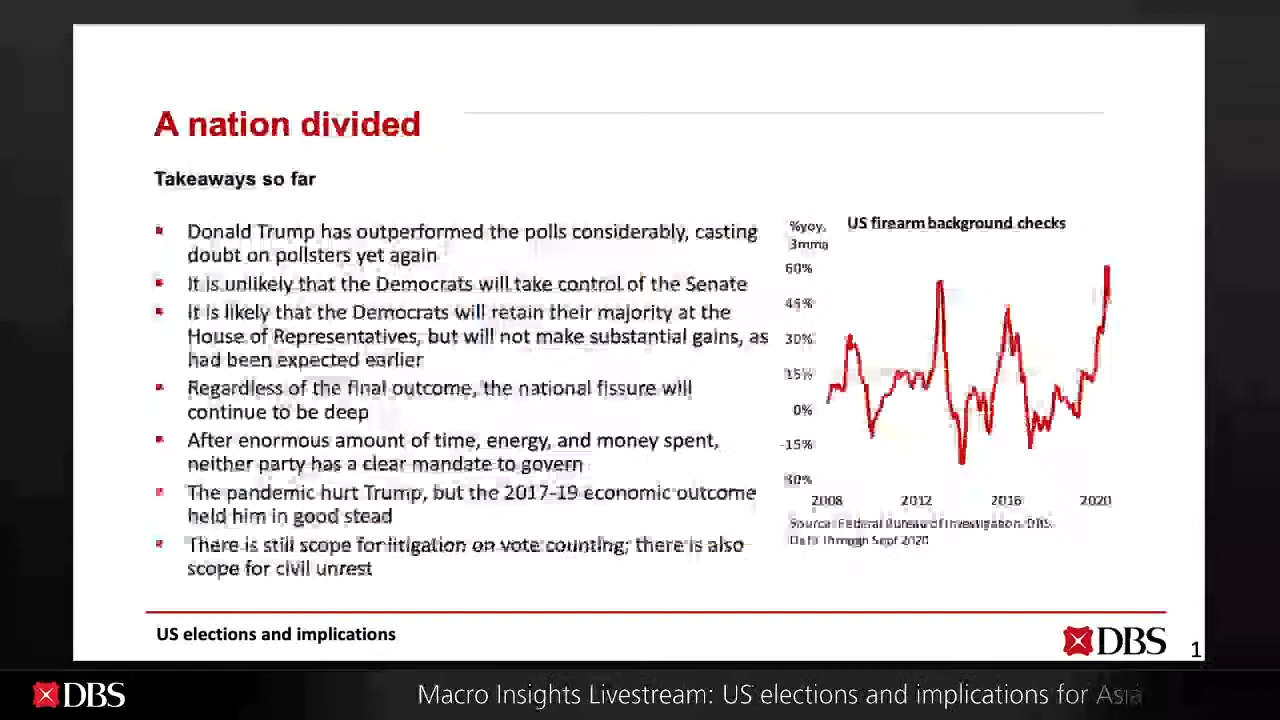 A nation divided
Takeaways so far
▪ Donald Trump has outperformed the polls considerably, casting
doubt on pollsters yet again
▪ It is unlikely that the Democrats will take control of the Senate
▪ It is likely that the Democrats will retain their majority at the
House of Representatives, but will not make substantial gains, as
had been expected earlier
▪ Regardless of the final outcome, the national fissure will
continue to be deep
▪ After enormous amount of time, energy, and money spent,
neither party has a clear mandate to govern
▪ The pandemic hurt Trump, but the 2017-19 economic outcome
held him in good stead
▪ There is still scope for litigation on vote counting; there is also
scope for civil unrest
%yoy,
3mma
US firearm background checks
60%
45%
30%
15%
0%
-15%
30%
2008 2012 2016 2020
Source: Federal Bureau of Investigation, DBS.
Data through Sept 2020
US elections and implications
DBS
1
DBS
Macro Insights Livestream: US elections and implications for Asia